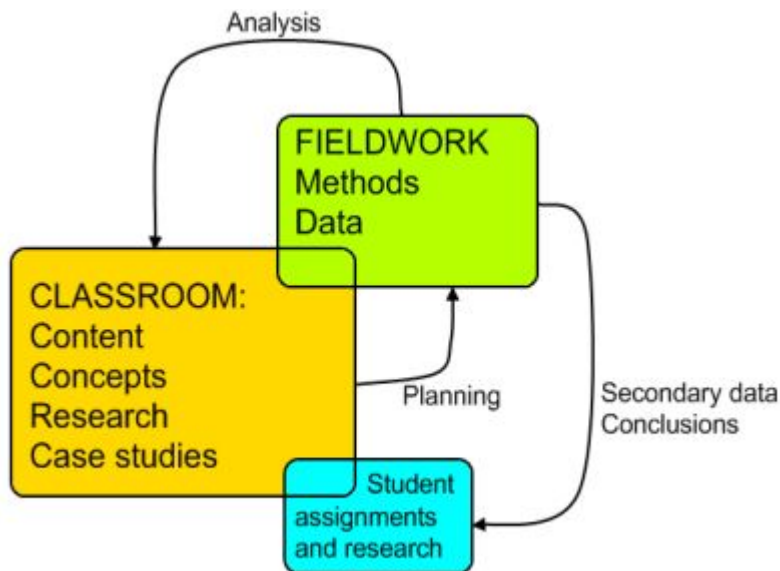 Analysis
FIELDWORK
Methods
Data
CLASSROOM:
Content
Concepts
Research
Case studies
Planning
Secondary data
Conclusions
Student
assignments
and research